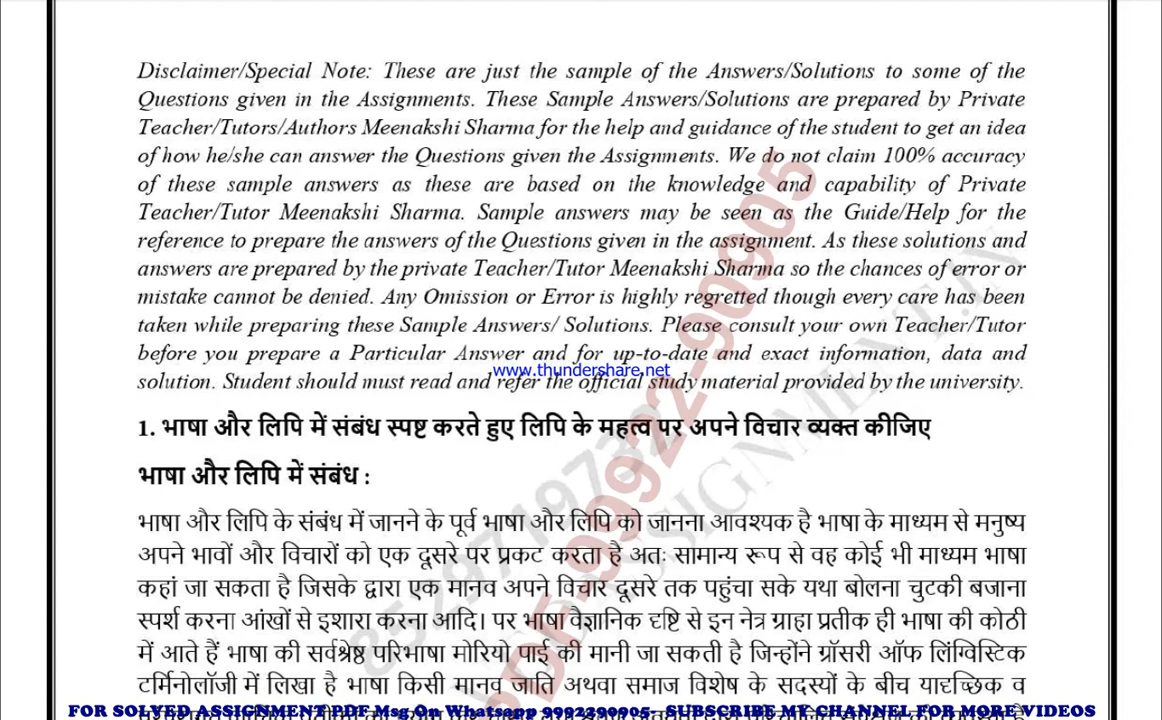 Disclaimer/Special Note: These are just the sample of the Answers/Solutions to some of the
Questions given in the Assignments. These Sample Answers/Solutions are prepared by Private
Teacher/Tutors/Authors Meenakshi Sharma for the help and guidance of the student to get an idea
of how he/she can answer the Questions given the Assignments. We do not claim 100% accuracy
of these sample answers as these are based on the knowledge and capability of Private
Teacher/Tutor Meenakshi Sharma. Sample answers may be seen as the Guide/Help for the
reference to prepare the answers of the Questions given in the assignment. As these solutions and
answers are prepared by the private Teacher/Tutor Meenakshi Sharma so the chances of error or
mistake cannot be denied. Any Omission or Error is highly regretted though every care has been
taken while preparing these Sample Answers/ Solutions. Please consult your own Teacher/Tutor
before you prepare a Particular Answer and for up-to-date and exact information, data and
www.thundershare.net
solution. Student should must read and refer the official study material provided by the university.
1. भाषा और लिपि में संबंध स्पष्ट करते हुए लिपि के महत्व पर अपने विचार व्यक्त कीजिए
भाषा और लिपि में संबंध :
भाषा और लिपि के संबंध में जानने के पूर्व भाषा और लिपि को जानना आवश्यक है भाषा के माध्यम से मनुष्य
अपने भावों और विचारों को एक दूसरे पर प्रकट करता है अतः सामान्य रूप से वह कोई भी माध्यम भाषा
कहां जा सकता है जिसके द्वारा एक मानव अपने विचार दूसरे तक पहुंचा सके यथा बोलना चुटकी बजाना
स्पर्श करना आंखों से इशारा करना आदि। पर भाषा वैज्ञानिक दृष्टि से इन नेत्र ग्राहा प्रतीक ही भाषा की कोठी
में आते हैं भाषा की सर्वश्रेष्ठ परिभाषा मोरियो पाई की मानी जा सकती है जिन्होंने ग्रॉसरी ऑफ लिंग्विस्टिक
टर्मिनोलॉजी में लिखा है भाषा किसी मानव जाति अथवा समाज विशेष के सदस्यों के बीच यादृच्छिक व
FOR SOLVED ASSIGNMENT PDF Msg On Whatsapp 9992290905- SUBSCRIBE MY CHANNEL FOR MORE VIDEOS
PDF-99922-90905
8529719732